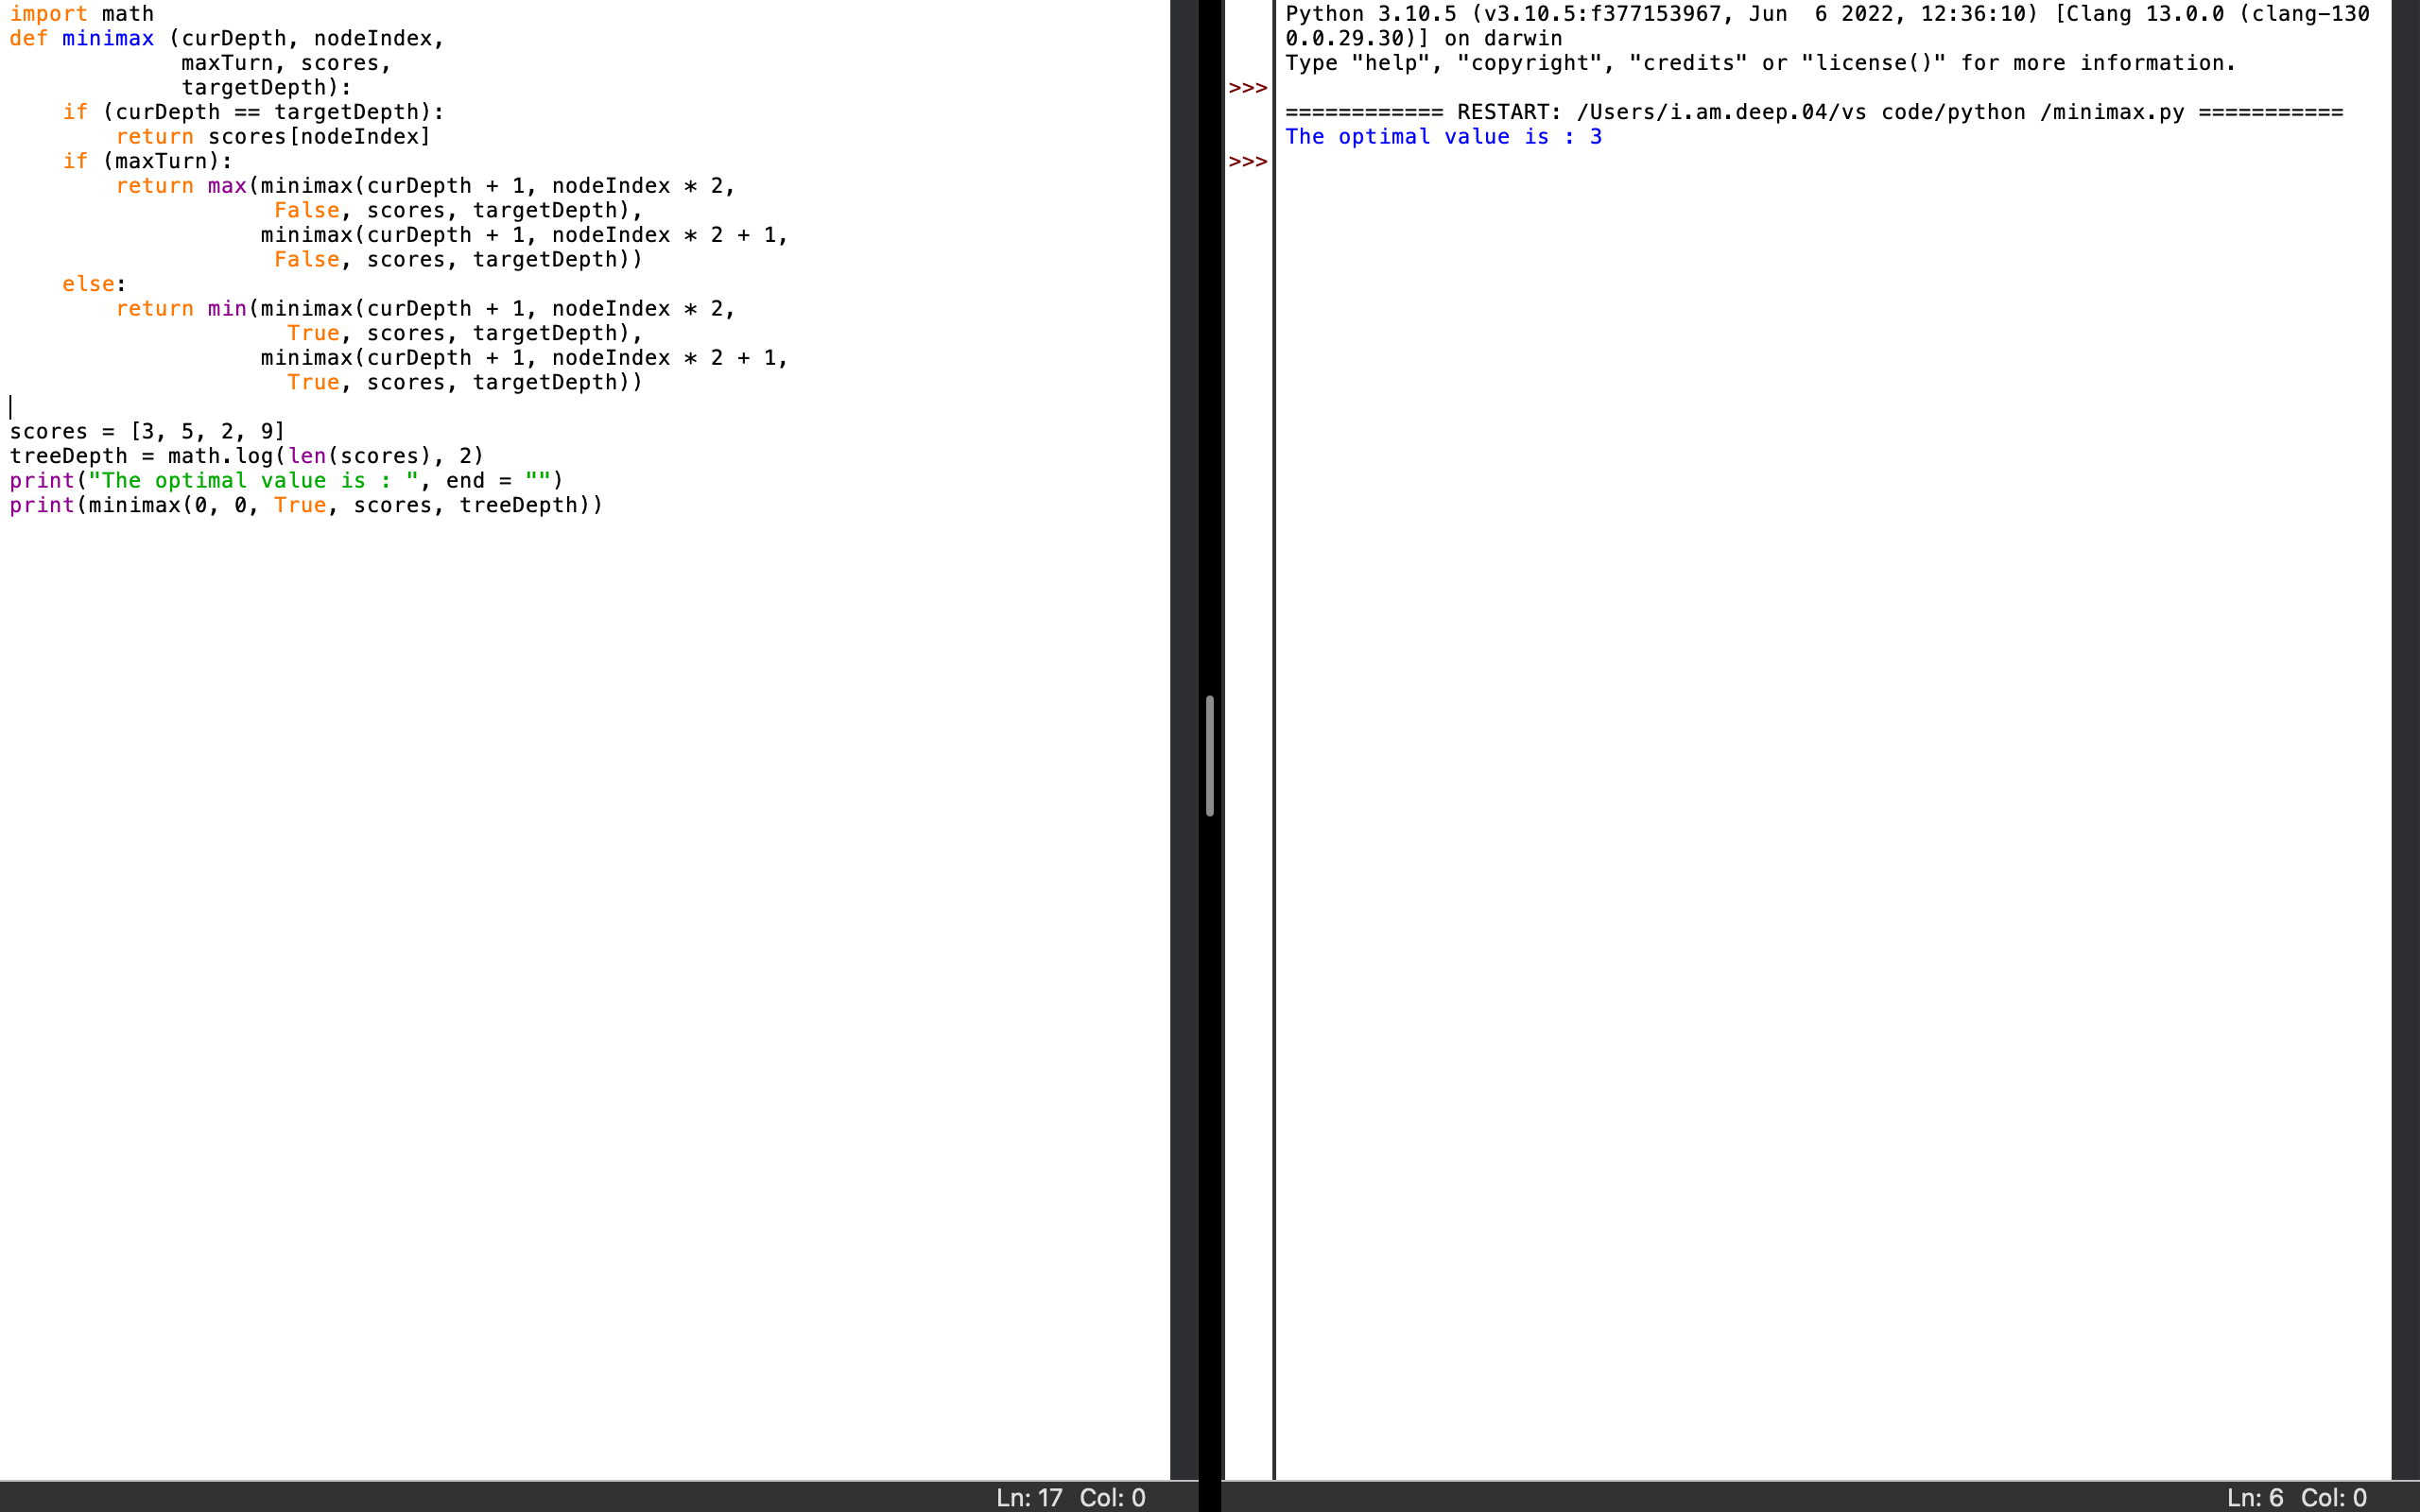 import math
def minimax (curDepth, nodeIndex,
             maxTurn, scores,
             targetDepth):
    if (curDepth == targetDepth):
        return scores[nodeIndex]
    if (maxTurn):
        return max(minimax(curDepth + 1, nodeIndex * 2,
                    False, scores, targetDepth),
                   minimax(curDepth + 1, nodeIndex * 2 + 1,
                    False, scores, targetDepth))
    else:
        return min(minimax(curDepth + 1, nodeIndex * 2,
                     True, scores, targetDepth),
                   minimax(curDepth + 1, nodeIndex * 2 + 1,
                     True, scores, targetDepth))

scores = [3, 5, 2, 9]
treeDepth = math.log(len(scores), 2)
print("The optimal value is : ", end = "")
print(minimax(0, 0, True, scores, treeDepth))
Ln: 17 Col: 0
Python 3.10.5 (v3.10.5:f377153967, Jun  6 2022, 12:36:10) [Clang 13.0.0 (clang-130
0.0.29.30)] on darwin
Type "help", "copyright", "credits" or "license()" for more information.
>>>
============ RESTART: /Users/i.am.deep.04/vs code/python /minimax.py ===========
The optimal value is : 3
>>>
Ln: 6 Col: 0